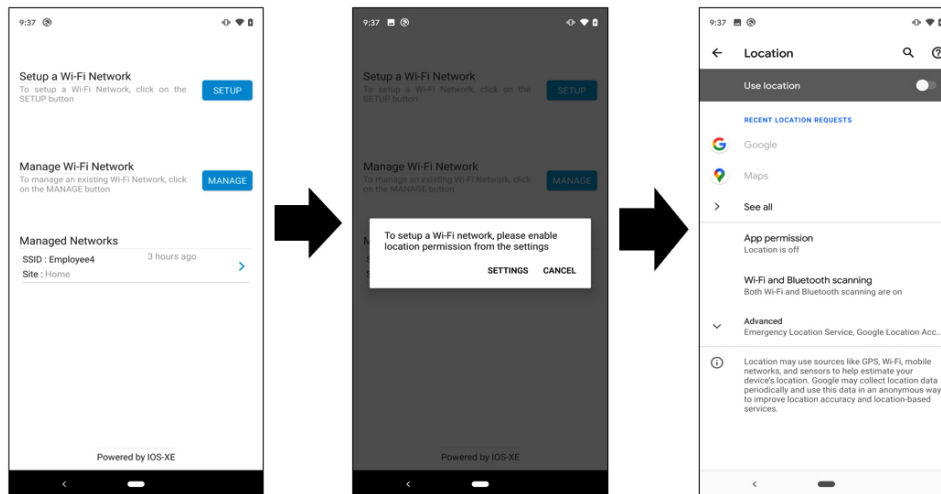 9:37
Setup a Wi-Fi Network
To setup a Wi-Fi Network, click on the
SETUP button
SETUP
Manage Wi-Fi Network
To manage an existing Wi-Fi Network, click
on the MANAGE button
MANAGE
Managed Networks
SSID : Employee4
3 hours ago
Site : Home
Powered by IOS-XE
9:37
Setup a Wi-Fi Network
To setup a Wi-Fi Network, click on the
SETUP button
SETUP
Manage Wi-Fi Network
To manage an existing Wi-Fi Network, click
on the MANAGE button
MANAGE
To setup a Wi-Fi network, please enable
location permission from the settings
SETTINGS CANCEL
Powered by IOS-XE
9:37
Location
Use location
RECENT LOCATION REQUESTS
Google
Maps
See all
App permission
Location is off
Wi-Fi and Bluetooth scanning
Both Wi-Fi and Bluetooth scanning are on
Advanced
Emergency Location Service, Google Location Acc..
Location may use sources like GPS, Wi-Fi, mobile
networks, and sensors to help estimate your
device's location. Google may collect location data
periodically and use this data in an anonymous way
to improve location accuracy and location-based
services.